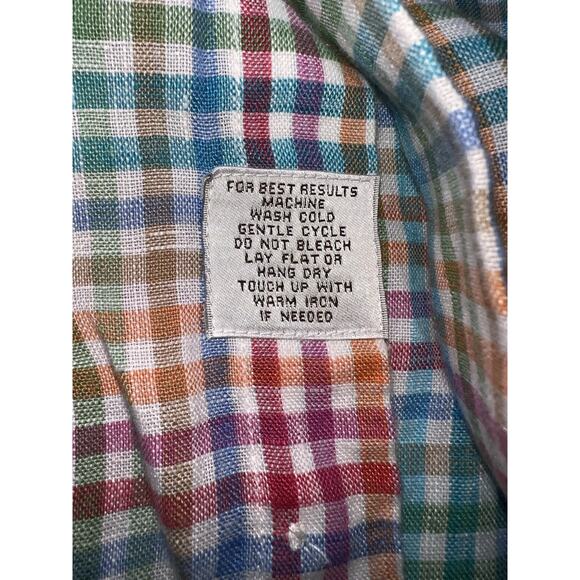 FOR BEST RESULTS
MACHINE
WASH COLD
GENTLE CYCLE
DO NOT BLEACH
LAY FLAT OR
HANG DRY
TOUCH UP WITH
WARM IRON
IF NEEDED